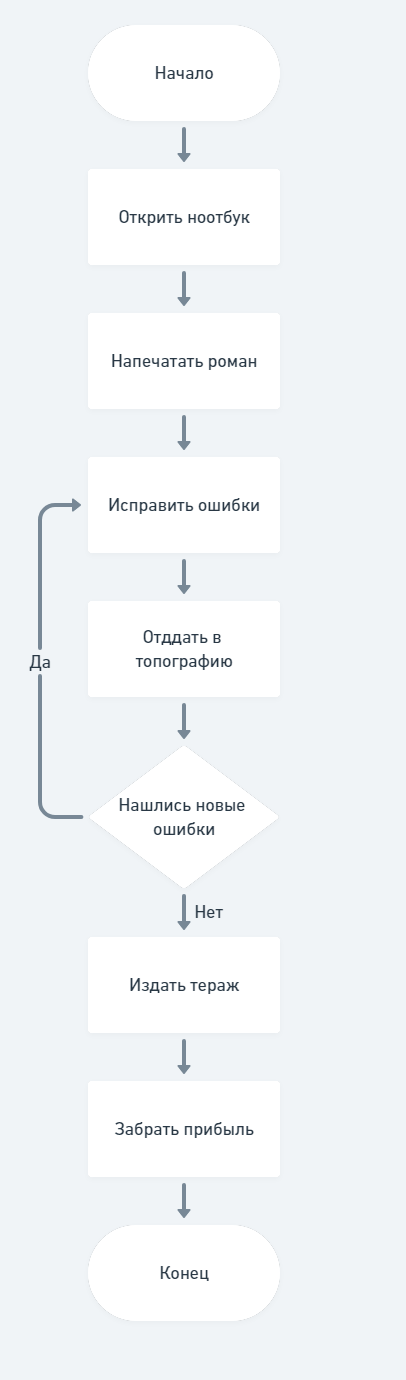 Начало
Открить ноотбук
Напечатать роман
Исправить ошибки
Отддать в
топографию
Да
Нашлись новые
ошибки
Нет
Издать тераж
Забрать прибыль
Конец